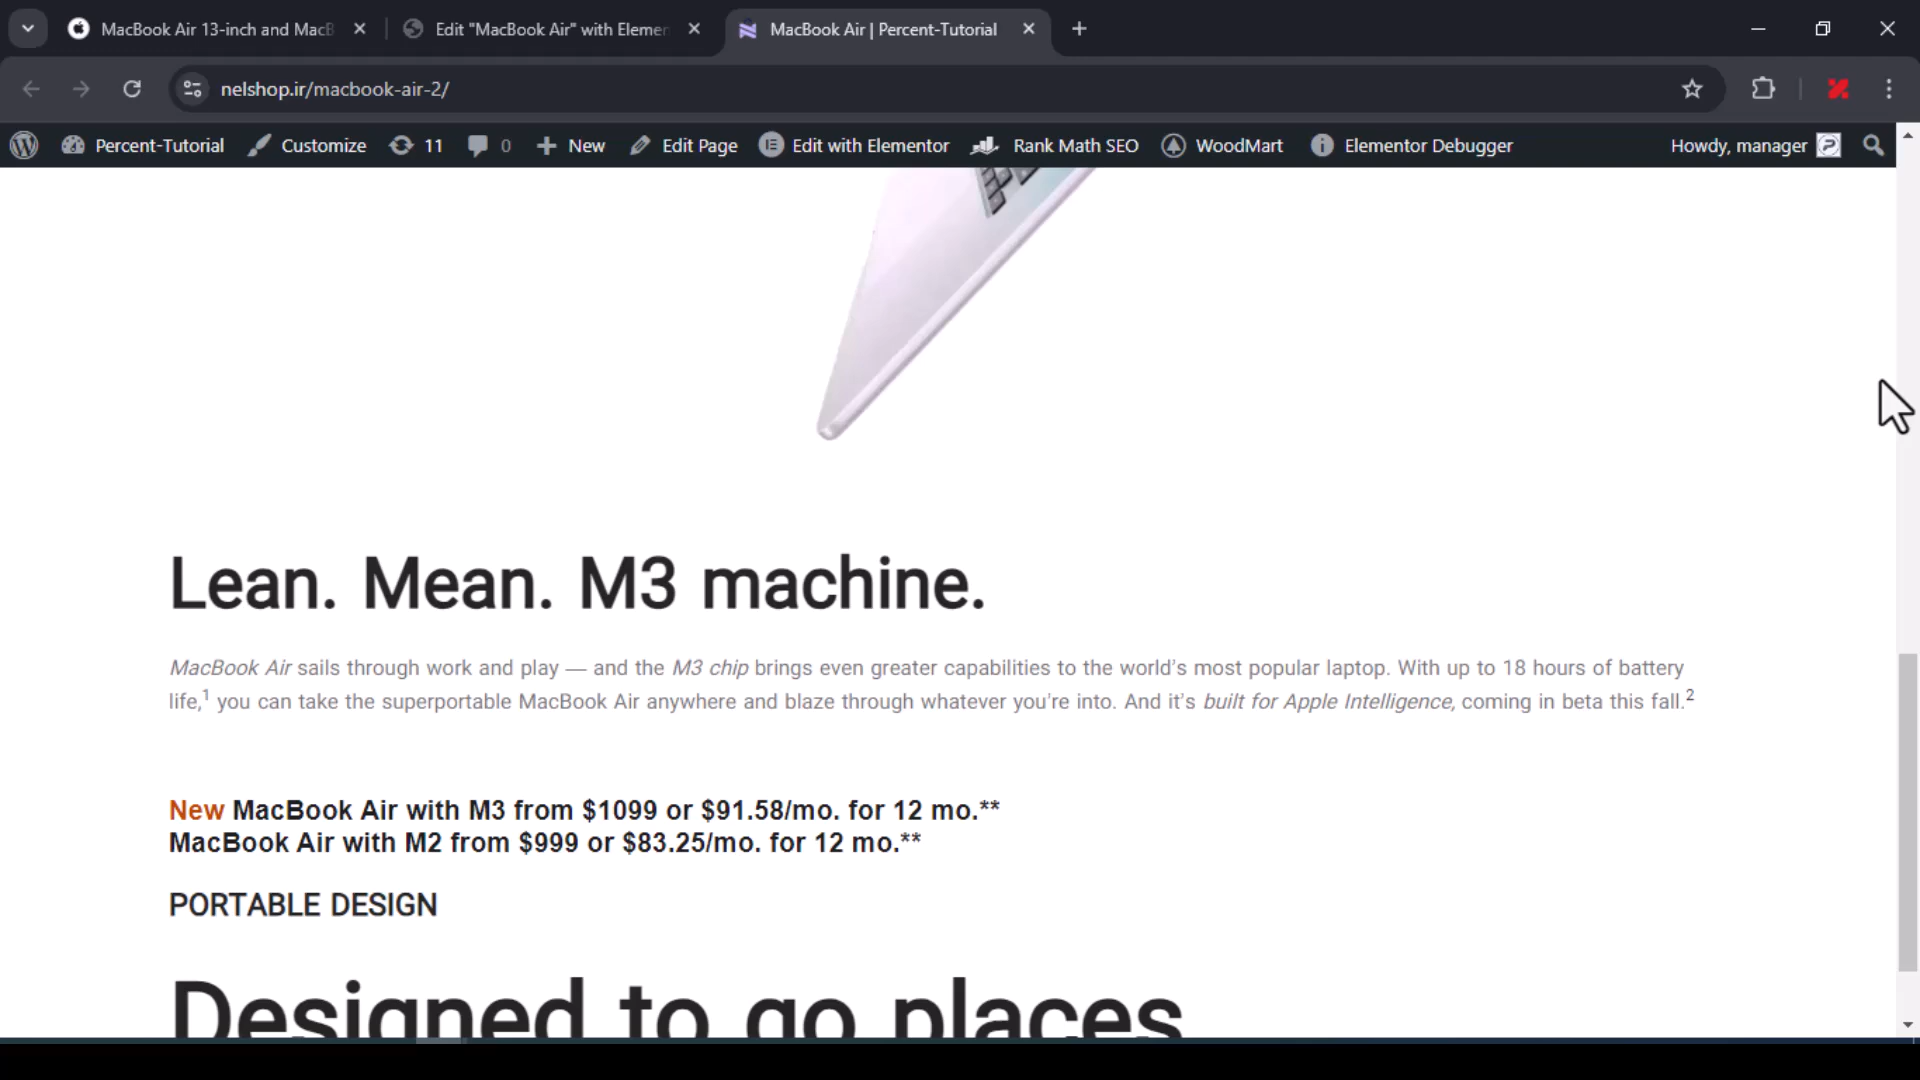 MacBook Air 13-inch and MacB
Edit "MacBook Air" with Elemen
MacBook Air | Percent-Tutorial
nelshop.ir/macbook-air-2/
Percent-Tutorial
Customize
11
0
New
Edit Page
Edit with Elementor
Rank Math SEO
WoodMart
Elementor Debugger
Howdy, manager
Lean. Mean. M3 machine.
MacBook Air sails through work and play — and the M3 chip brings even greater capabilities to the world's most popular laptop. With up to 18 hours of battery
life,1 you can take the superportable MacBook Air anywhere and blaze through whatever you're into. And it's built for Apple Intelligence, coming in beta this fall.2
New MacBook Air with M3 from $1099 or $91.58/mo. for 12 mo.**
MacBook Air with M2 from $999 or $83.25/mo. for 12 mo.**
PORTABLE DESIGN
Designed to go places